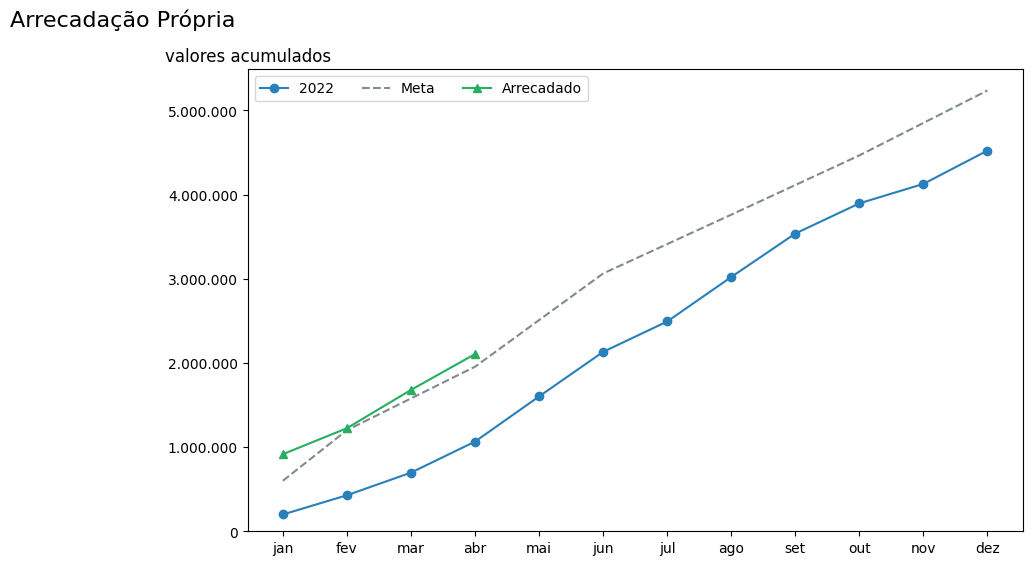 Arrecadação Própria
valores acumulados
2022 Meta Arrecadado
5.000.000
4.000.000
3.000.000
2.000.000
1.000.000
0
jan fev mar abr mai jun jul ago set out nov dez